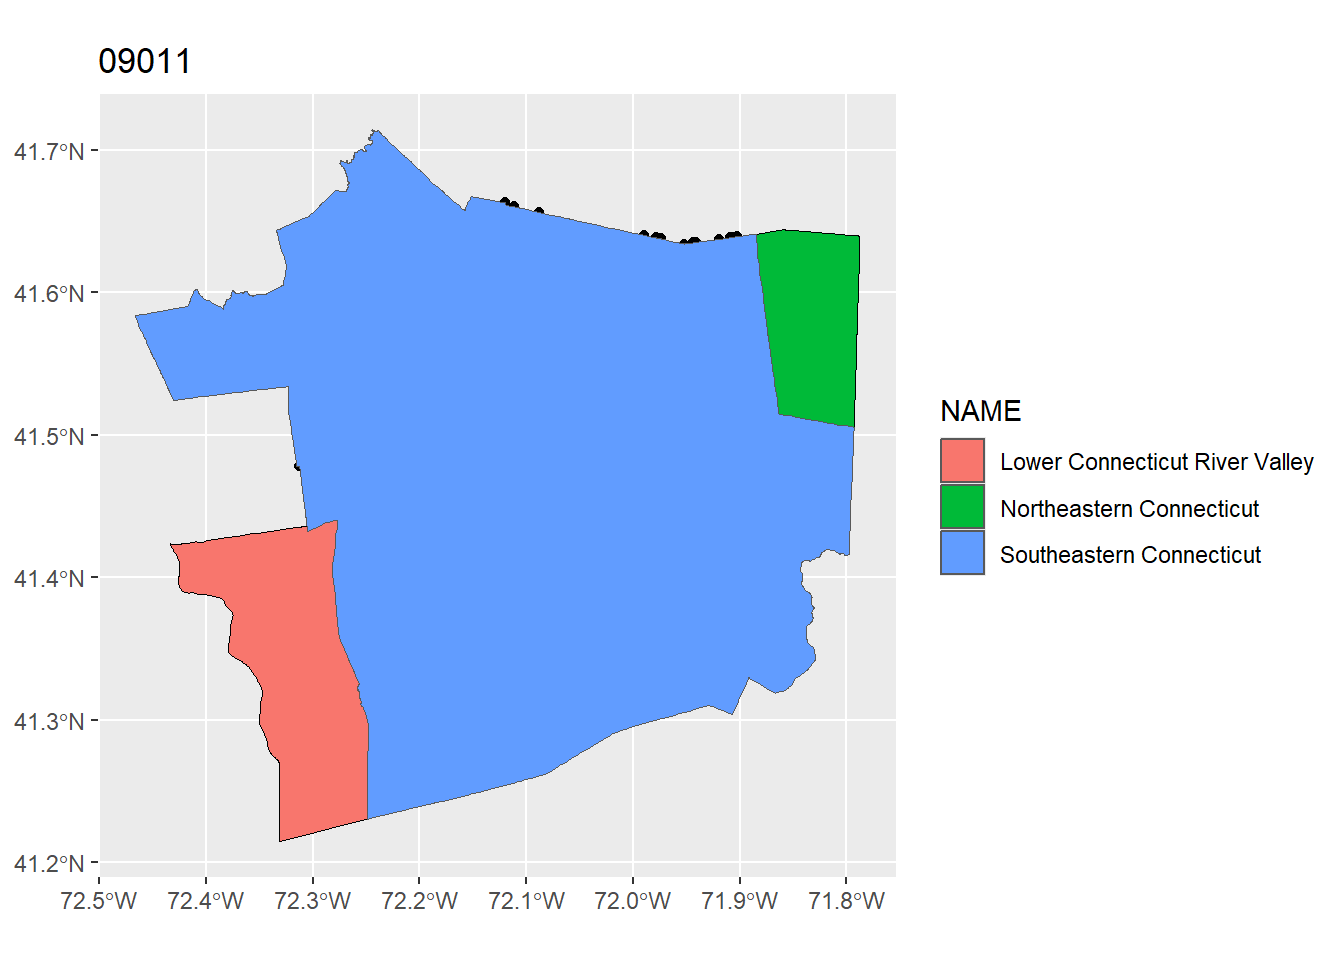 09011
41.7°N
41.6°N
41.5°N
41.4°N
41.3°N
41.2°N
72.5°W 72.4°W 72.3°W 72.2°W 72.1°W 72.0°W 71.9°W 71.8°W
NAME
Lower Connecticut River Valley
Northeastern Connecticut
Southeastern Connecticut